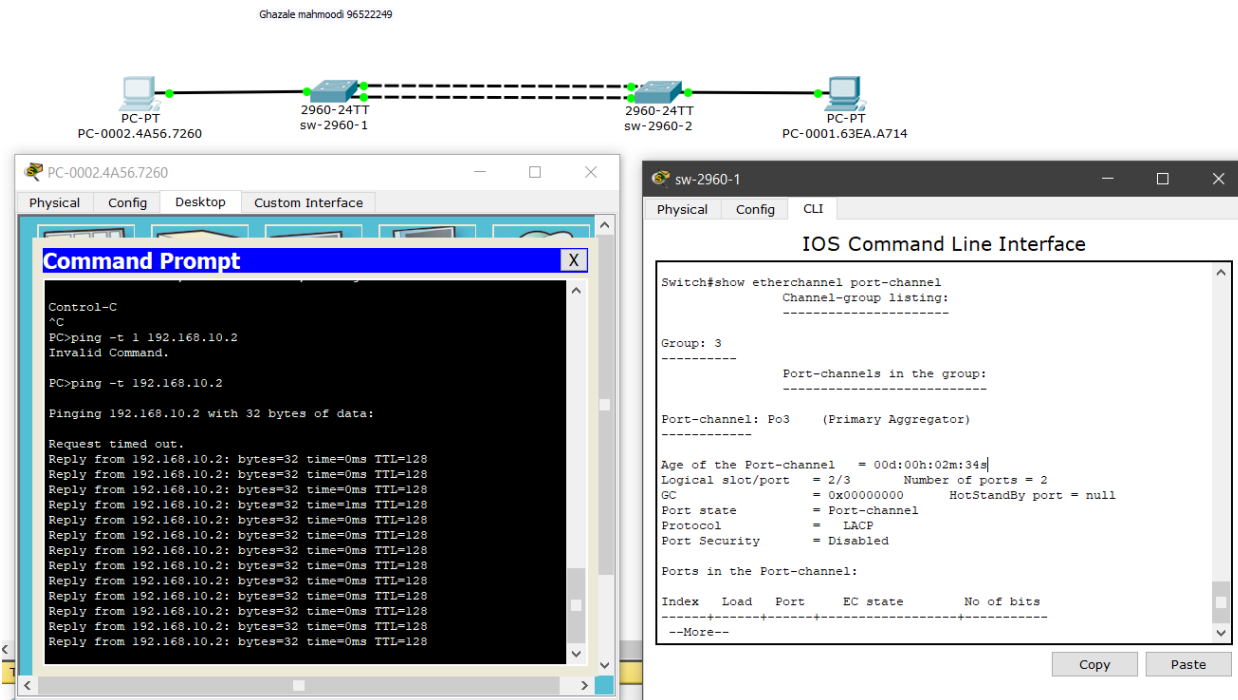 Ghazale mahmoodi 96522249
PC-PT
PC-0002.4A56.7260
2960-24TT
sw-2960-1
2960-24TT
sw-2960-2
PC-PT
PC-0001.63EA.A714
PC-0002.4A56.7260
Physical Config Desktop Custom Interface
Command Prompt X
Control-C
^C
PC>ping -t 1 192.168.10.2
Invalid Command.
PC>ping -t 192.168.10.2
Pinging 192.168.10.2 with 32 bytes of data:
Request timed out.
Reply from 192.168.10.2: bytes=32 time=0ms TTL=128
Reply from 192.168.10.2: bytes=32 time=0ms TTL=128
Reply from 192.168.10.2: bytes=32 time=0ms TTL=128
Reply from 192.168.10.2: bytes=32 time=1ms TTL=128
Reply from 192.168.10.2: bytes=32 time=0ms TTL=128
Reply from 192.168.10.2: bytes=32 time=0ms TTL=128
Reply from 192.168.10.2: bytes=32 time=0ms TTL=128
Reply from 192.168.10.2: bytes=32 time=0ms TTL=128
Reply from 192.168.10.2: bytes=32 time=0ms TTL=128
Reply from 192.168.10.2: bytes=32 time=0ms TTL=128
Reply from 192.168.10.2: bytes=32 time=0ms TTL=128
Reply from 192.168.10.2: bytes=32 time=0ms TTL=128
Reply from 192.168.10.2: bytes=32 time=0ms TTL=128
sw-2960-1
Physical Config CLI
IOS Command Line Interface
Switch#show etherchannel port-channel
Channel-group listing:
----------------------
Group: 3
----------
Port-channels in the group:
---------------------------
Port-channel: Po3 (Primary Aggregator)
------------
Age of the Port-channel = 00d:00h:02m:34s
Logical slot/port = 2/3 Number of ports = 2
GC = 0x00000000 HotStandBy port = null
Port state = Port-channel
Protocol = LACP
Port Security = Disabled
Ports in the Port-channel:
Index Load Port EC state No of bits
------+------+------+------------------+-----------
--More--
Copy Paste